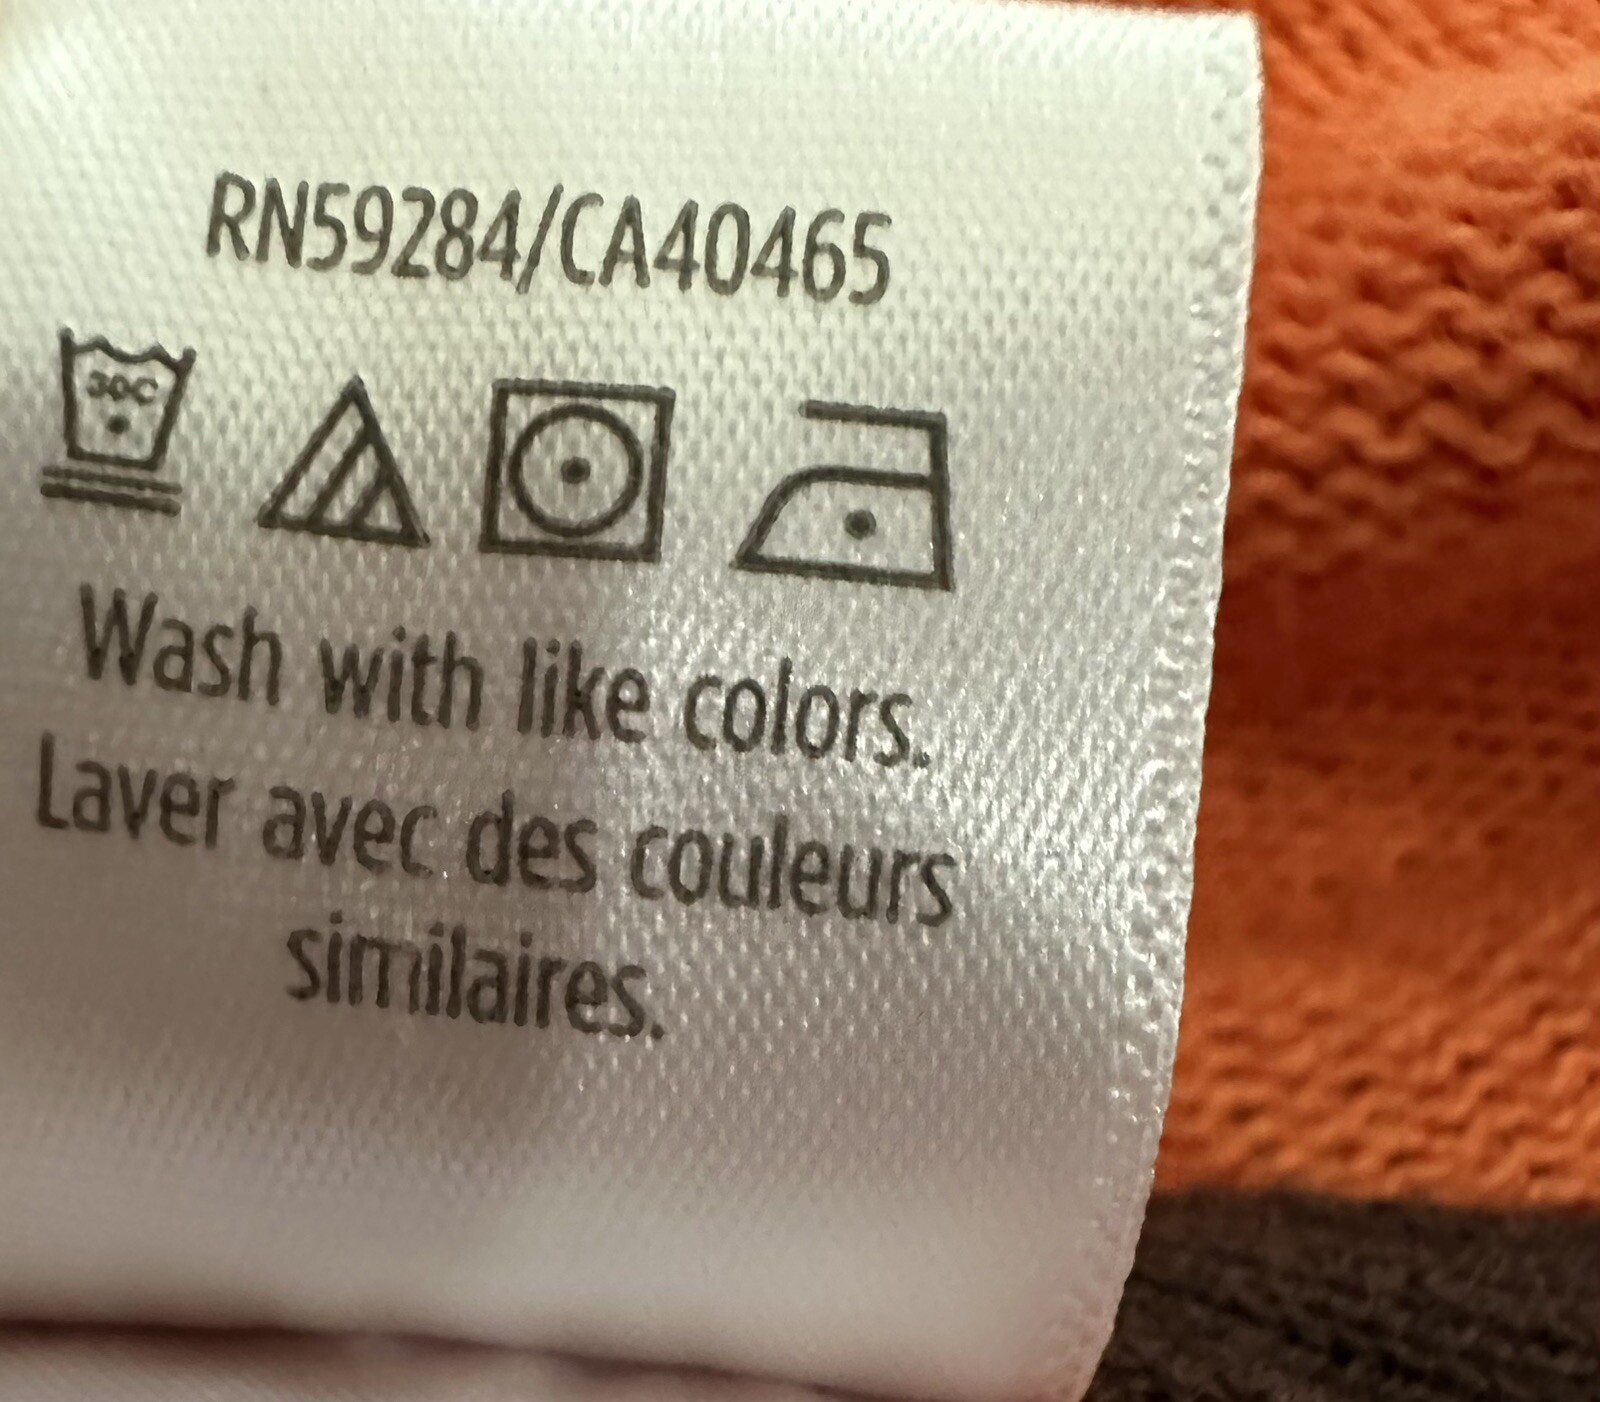 RN59284/CA40465
30C
Wash with like colors.
Laver avec des couleurs
similaires.